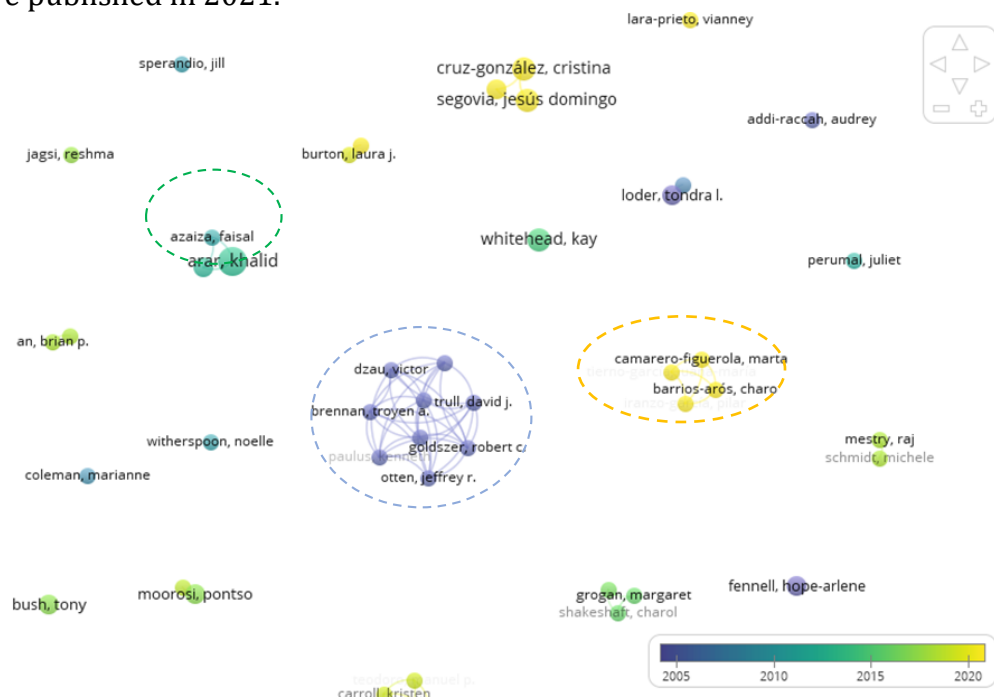 e published in 2021.
lara-prieto, vianney
sperandio, jill
cruz-gonzález, cristina
segovia, jesús domingo
addi-raccah, audrey
jagsi, reshma
burton, laura j.
loder, tondra l.
azaiza, faisal
whitehead, kay
arar, khalid
perumal, juliet
an, brian p.
camarero-figuerola, marta
dzau, victor
barrios-arós, charo
trull, david j.
brennan, troyen a.
witherspoon, noelle
mestry, raj
goldszer, robert c.
paulus, kenneth
schmidt, michele
coleman, marianne
otten, jeffrey r.
fennell, hope-arlene
moorosi, pontso
grogan, margaret
bush, tony
shakeshaft, charol
carroll, kristen
2005 2010 2015 2020